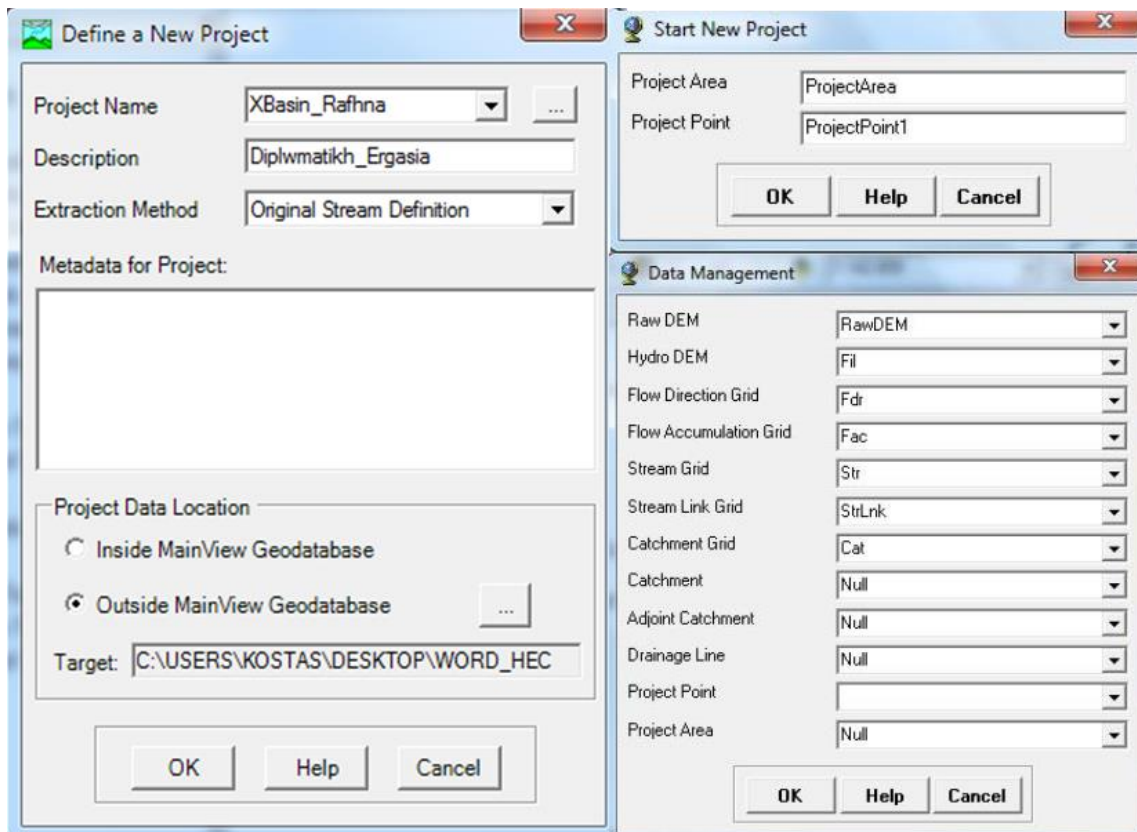 Define a New Project
Project Name XBasin_Rafhna ...
Description Diplwmatikh_Ergasia
Extraction Method Original Stream Definition
Metadata for Project:
Project Data Location
Inside MainView Geodatabase
Outside MainView Geodatabase ...
Target: C:\USERS\KOSTAS\DESKTOP\WORD_HEC
OK Help Cancel
Start New Project
Project Area ProjectArea
Project Point ProjectPoint1
OK Help Cancel
Data Management
Raw DEM RawDEM
Hydro DEM Fil
Flow Direction Grid Fdr
Flow Accumulation Grid Fac
Stream Grid Str
Stream Link Grid StrLnk
Catchment Grid Cat
Catchment Null
Adjoint Catchment Null
Drainage Line Null
Project Point
Project Area Null
OK Help Cancel